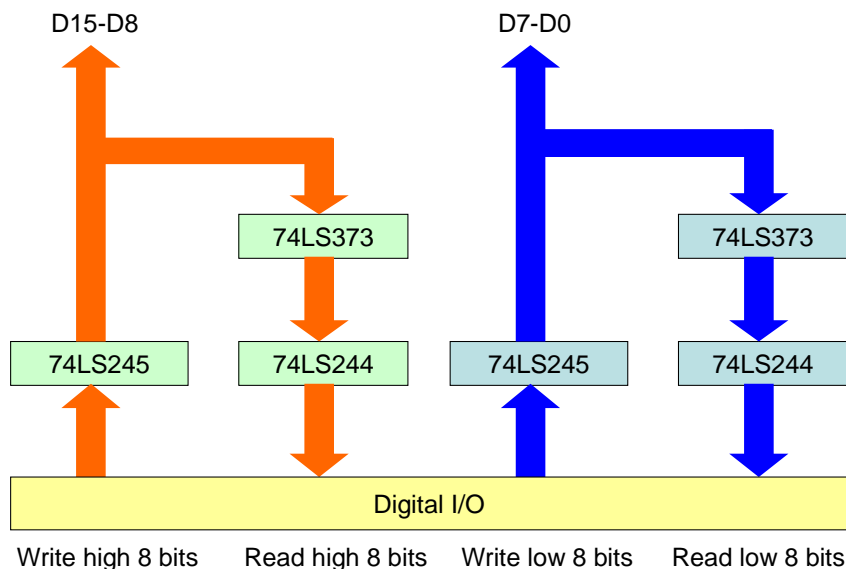 D15-D8 D7-D0
74LS373 74LS373
74LS245 74LS244 74LS245 74LS244
Digital I/O
Write high 8 bits Read high 8 bits Write low 8 bits Read low 8 bits